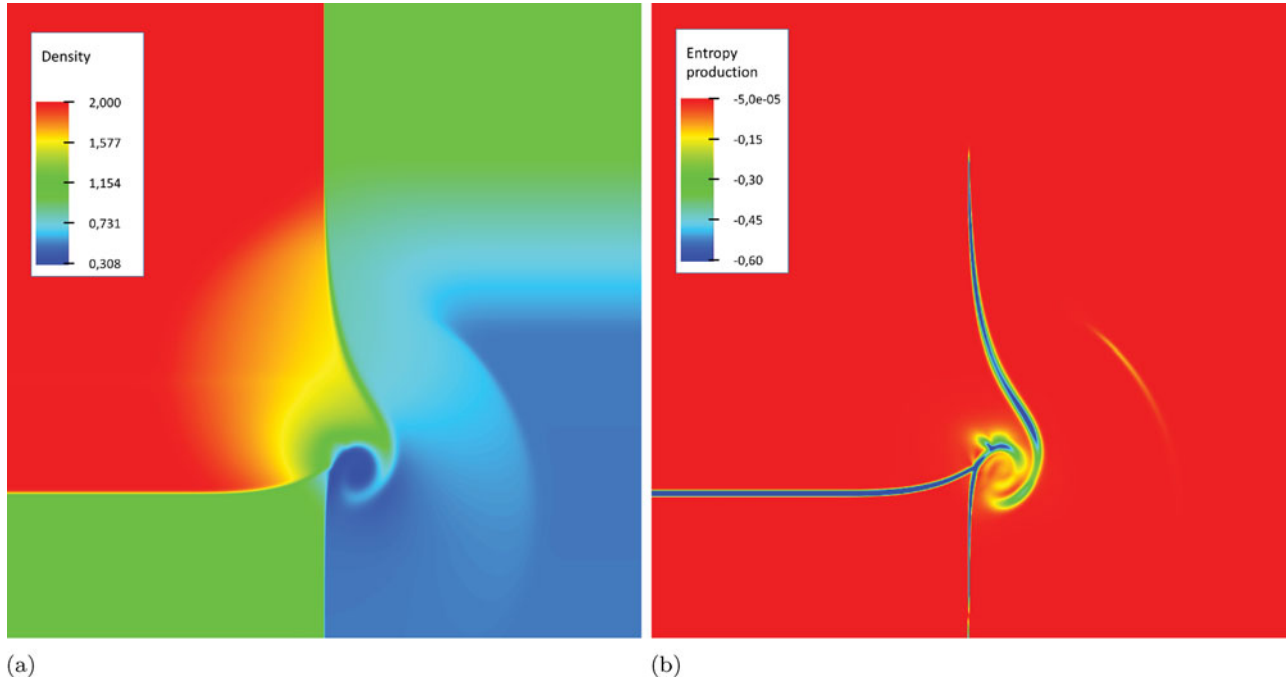 Density
2,000
1,577
1,154
0,731
0,308
Entropy
production
-5,0e-05
-0,15
-0,30
-0,45
-0,60
(a)
(b)